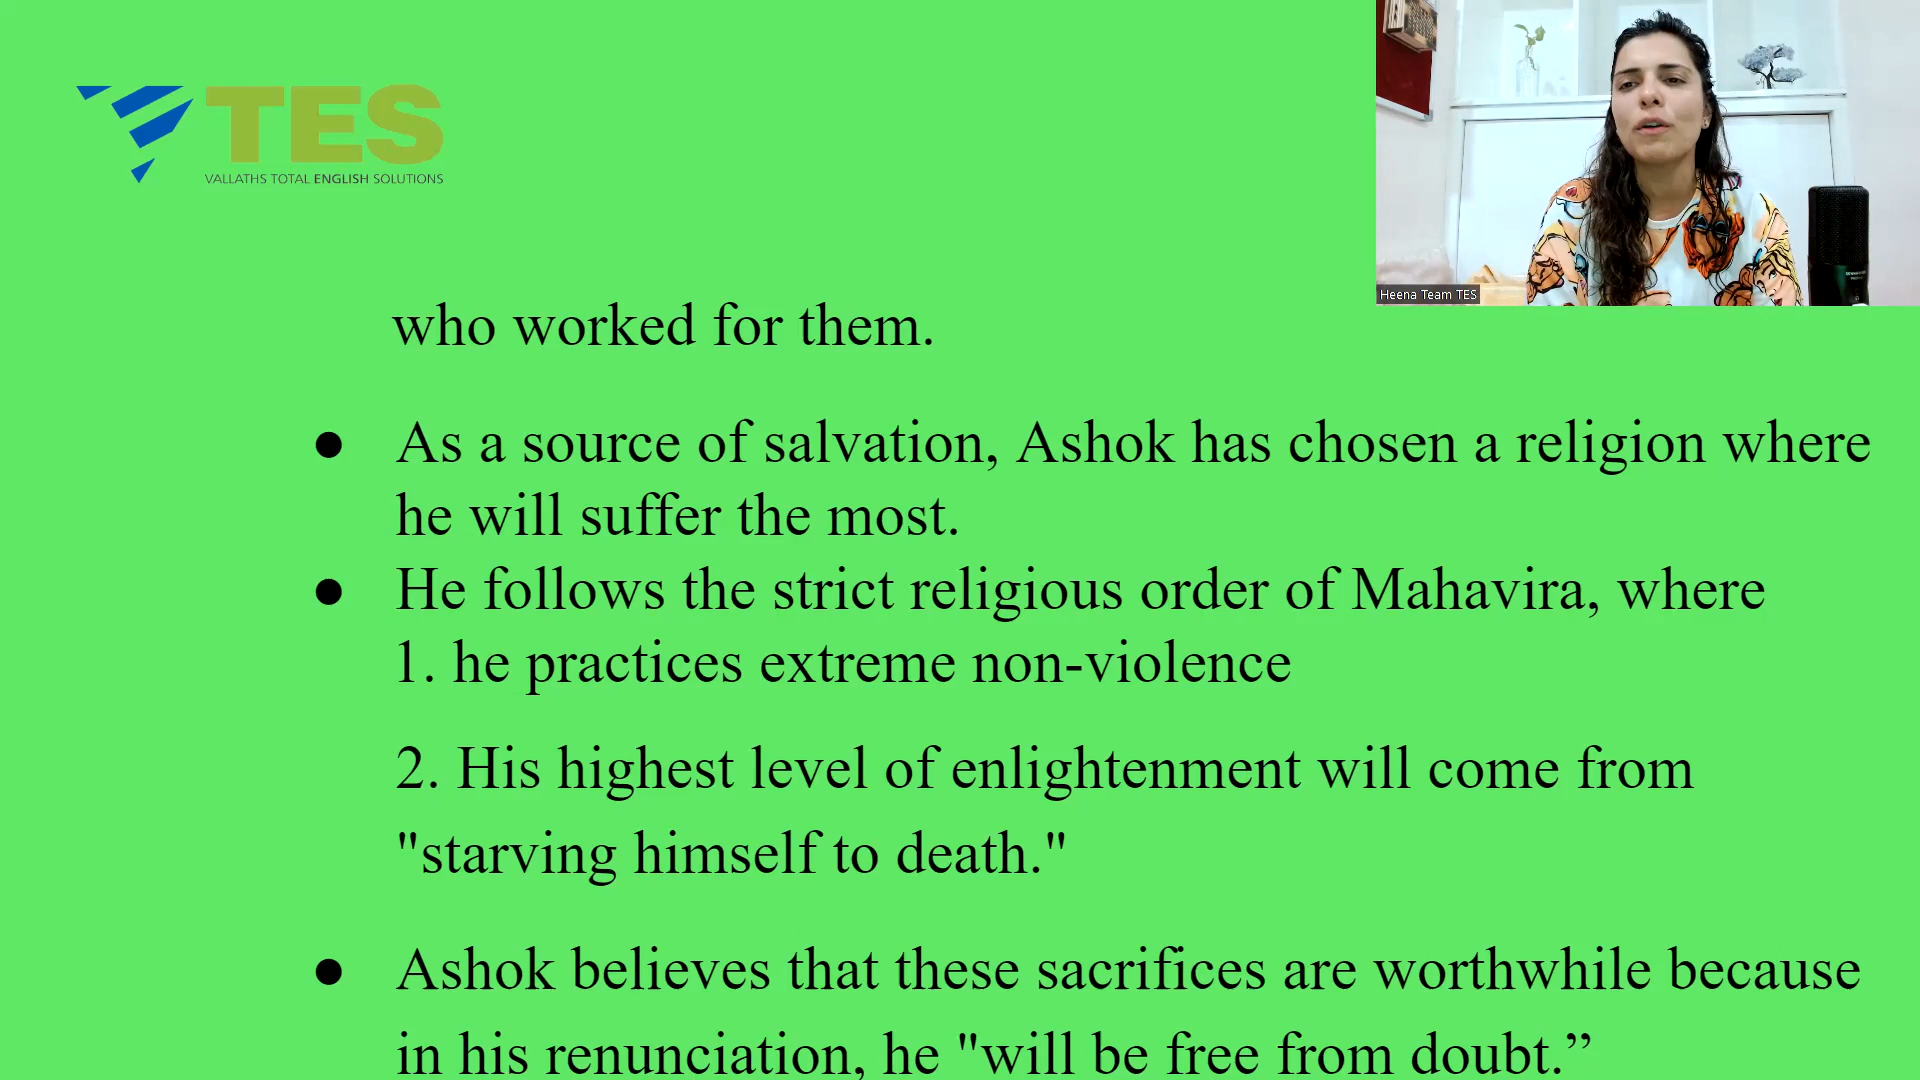 TES
VALLATHS TOTAL ENGLISH SOLUTIONS
Heena Team TES
who worked for them.
● As a source of salvation, Ashok has chosen a religion where
he will suffer the most.
● He follows the strict religious order of Mahavira, where
1. he practices extreme non-violence
2. His highest level of enlightenment will come from
"starving himself to death."
● Ashok believes that these sacrifices are worthwhile because
in his renunciation, he "will be free from doubt.”